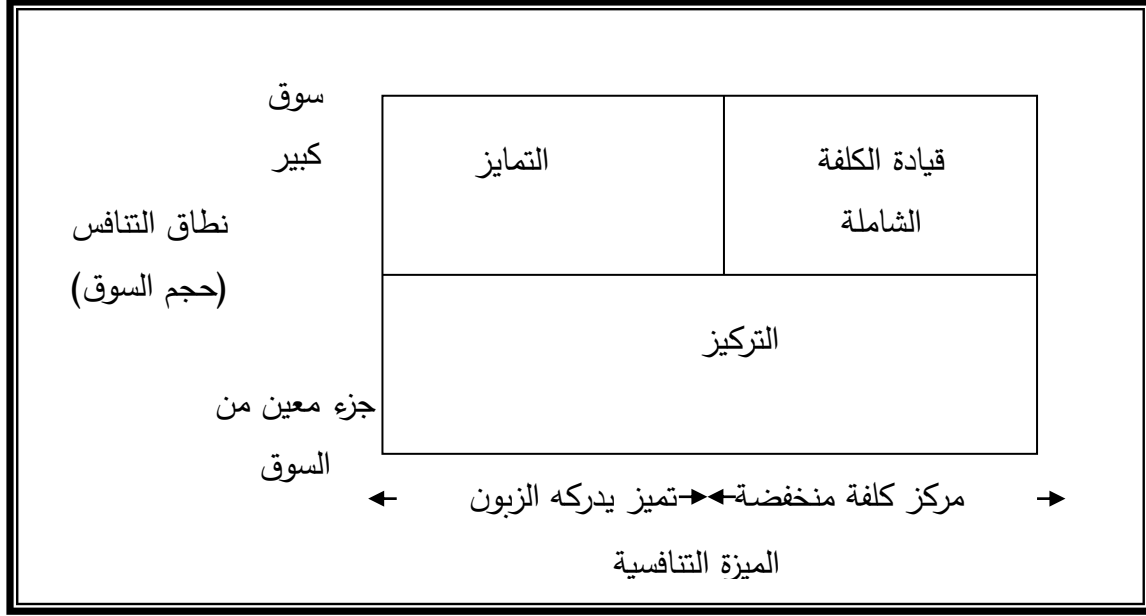 سوق
كبير
نطاق التنافس
(حجم السوق)
جزء معين من
السوق
قيادة الكلفة
الشاملة
التمايز
التركيز
مركز كلفة منخفضة
تميز يدركه الزبون
الميزة التنافسية